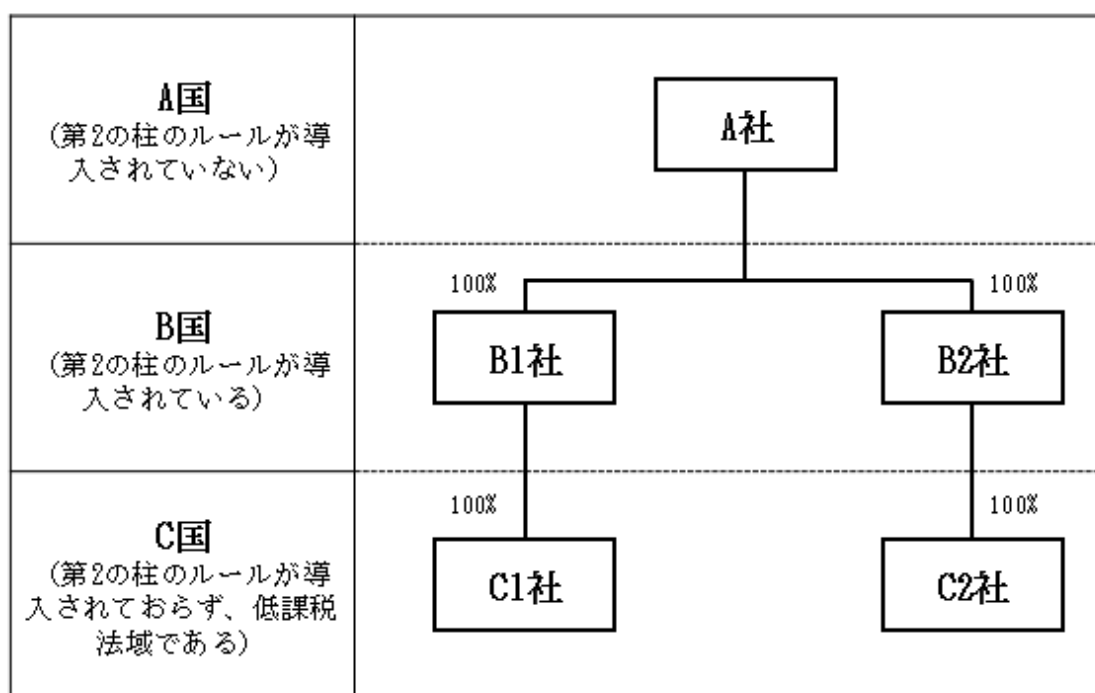 A国
(第2の柱のルールが導
入されていない)
A社
B国
(第2の柱のルールが導
入されている)
100%
100%
B1社
B2社
C国
(第2の柱のルールが導
入されておらず、低課税
法域である)
100%
100%
C1社
C2社